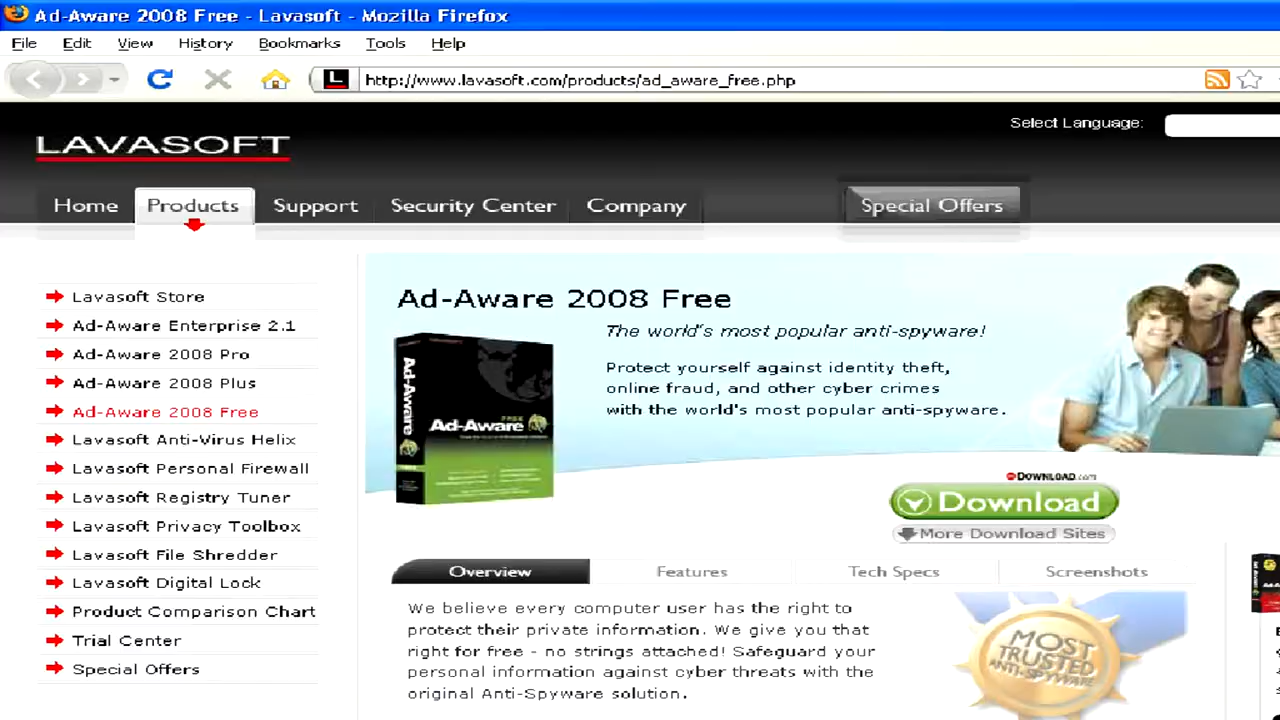 Ad-Aware 2008 Free - Lavasoft - Mozilla Firefox
File Edit View History Bookmarks Tools Help
http://www.lavasoft.com/products/ad_aware_free.php
Select Language:
LAVASOFT
Home Products Support Security Center Company Special Offers
Lavasoft Store
Ad-Aware Enterprise 2.1
Ad-Aware 2008 Pro
Ad-Aware 2008 Plus
Ad-Aware 2008 Free
Lavasoft Anti-Virus Helix
Lavasoft Personal Firewall
Lavasoft Registry Tuner
Lavasoft Privacy Toolbox
Lavasoft File Shredder
Lavasoft Digital Lock
Product Comparison Chart
Trial Center
Special Offers
Ad-Aware 2008 Free
The world's most popular anti-spyware!
Protect yourself against identity theft,
online fraud, and other cyber crimes
with the world's most popular anti-spyware.
Ad-Aware
FREE
Ad-Aware
DOWNLOAD.com
Download
More Download Sites
Overview Features Tech Specs Screenshots
We believe every computer user has the right to
protect their private information. We give you that
right for free - no strings attached! Safeguard your
personal information against cyber threats with the
original Anti-Spyware solution.
MOST
TRUSTED
ANTI-SPYWARE